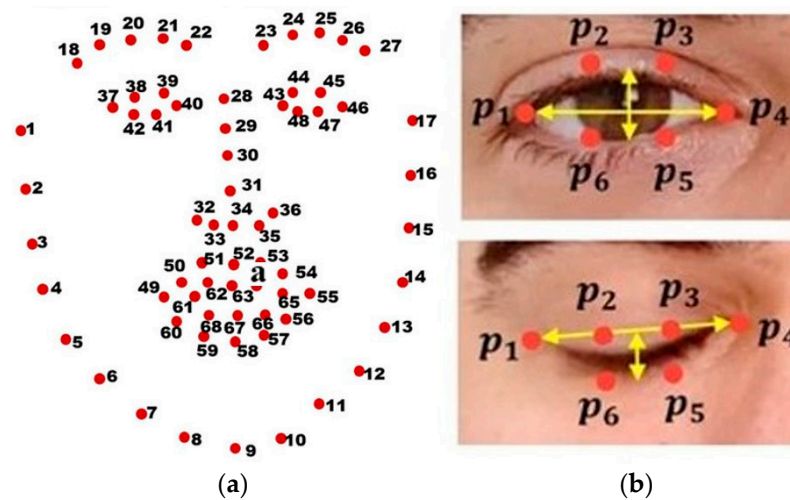 18 19 20 21 22 23 24 25 26 27
37 38 39 40 43 44 45 46
42 41 48 47
28
29
30
31
32 33 34 35 36
1 17
2 16
3 15
4 14
5 13
6 12
7 11
8 9 10
49 50 51 52 53 54 55
a
61 62 63 65
60 68 67 66 56
59 58 57
(a)
p2 p3
p1 p4
p6 p5
p2 p3
p1 p4
p6 p5
(b)